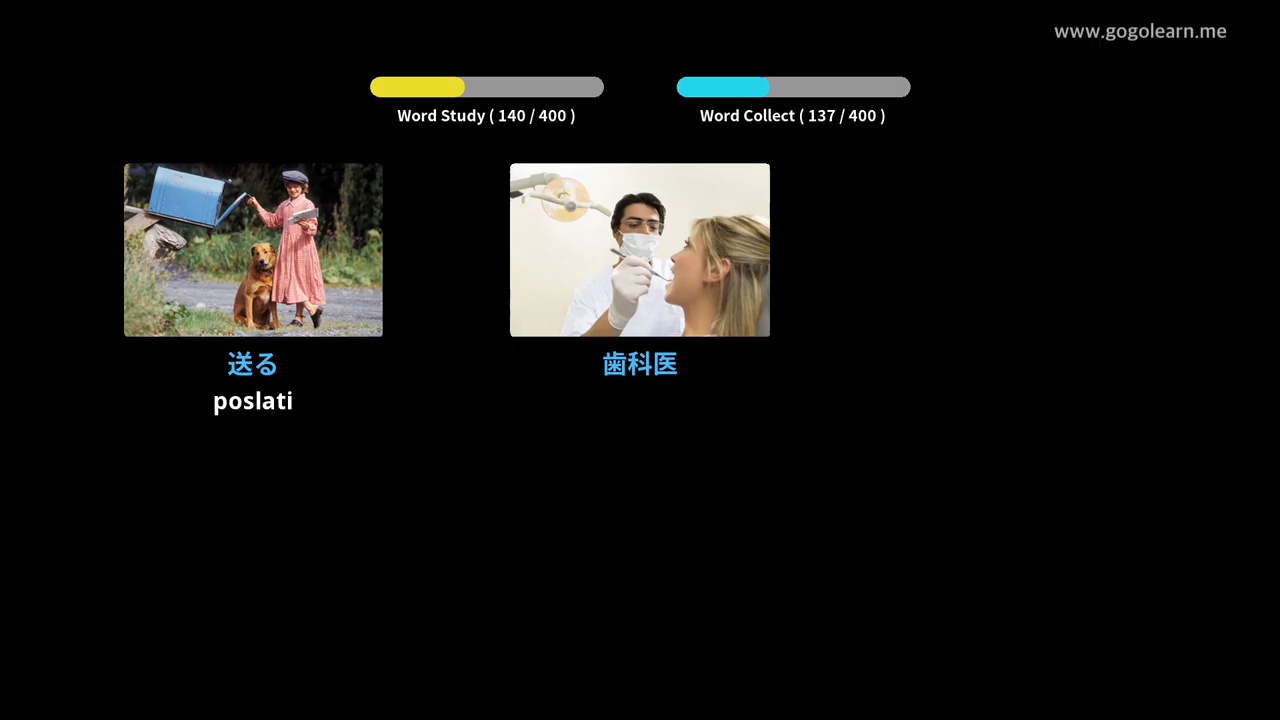 www.gogolearn.me
Word Study ( 140 / 400 )
Word Collect ( 137 / 400 )
送る
poslati
歯科医